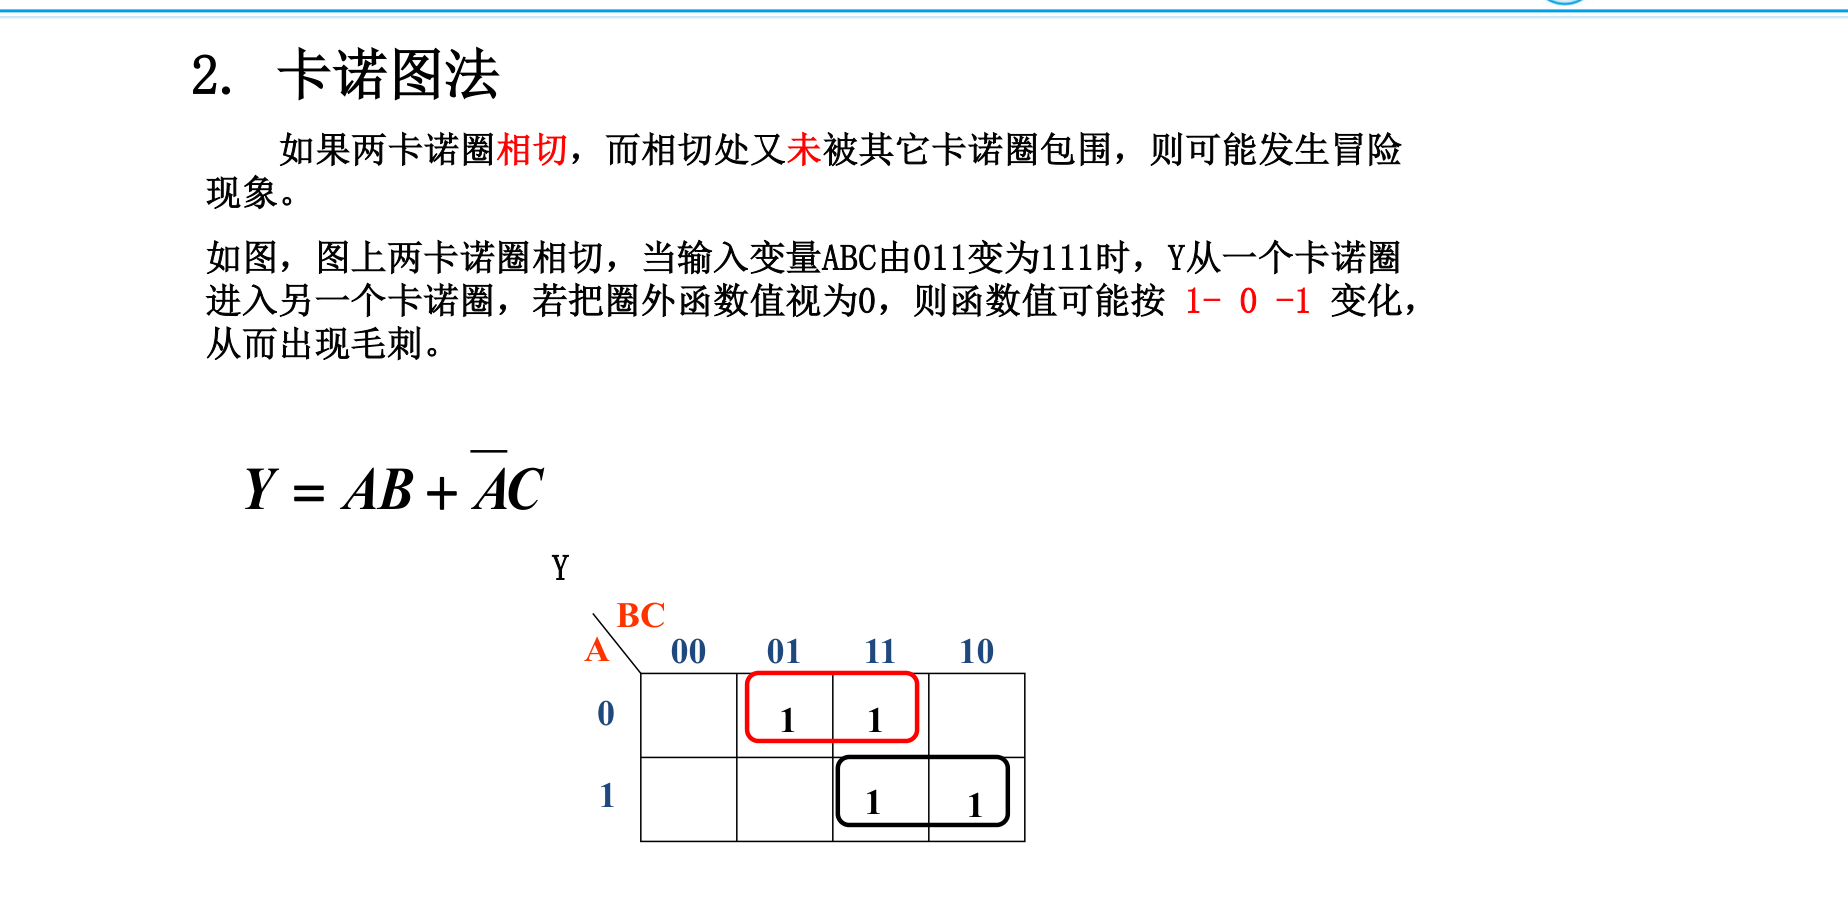 2. 卡诺图法
如果两卡诺圈相切，而相切处又未被其它卡诺圈包围，则可能发生冒险
现象。
如图，图上两卡诺圈相切，当输入变量ABC由011变为111时，Y从一个卡诺圈
进入另一个卡诺圈，若把圈外函数值视为0，则函数值可能按 1- 0 -1 变化，
从而出现毛刺。
Y = AB + A̅C
Y
BC
A 00 01 11 10
0 1 1
1 1 1